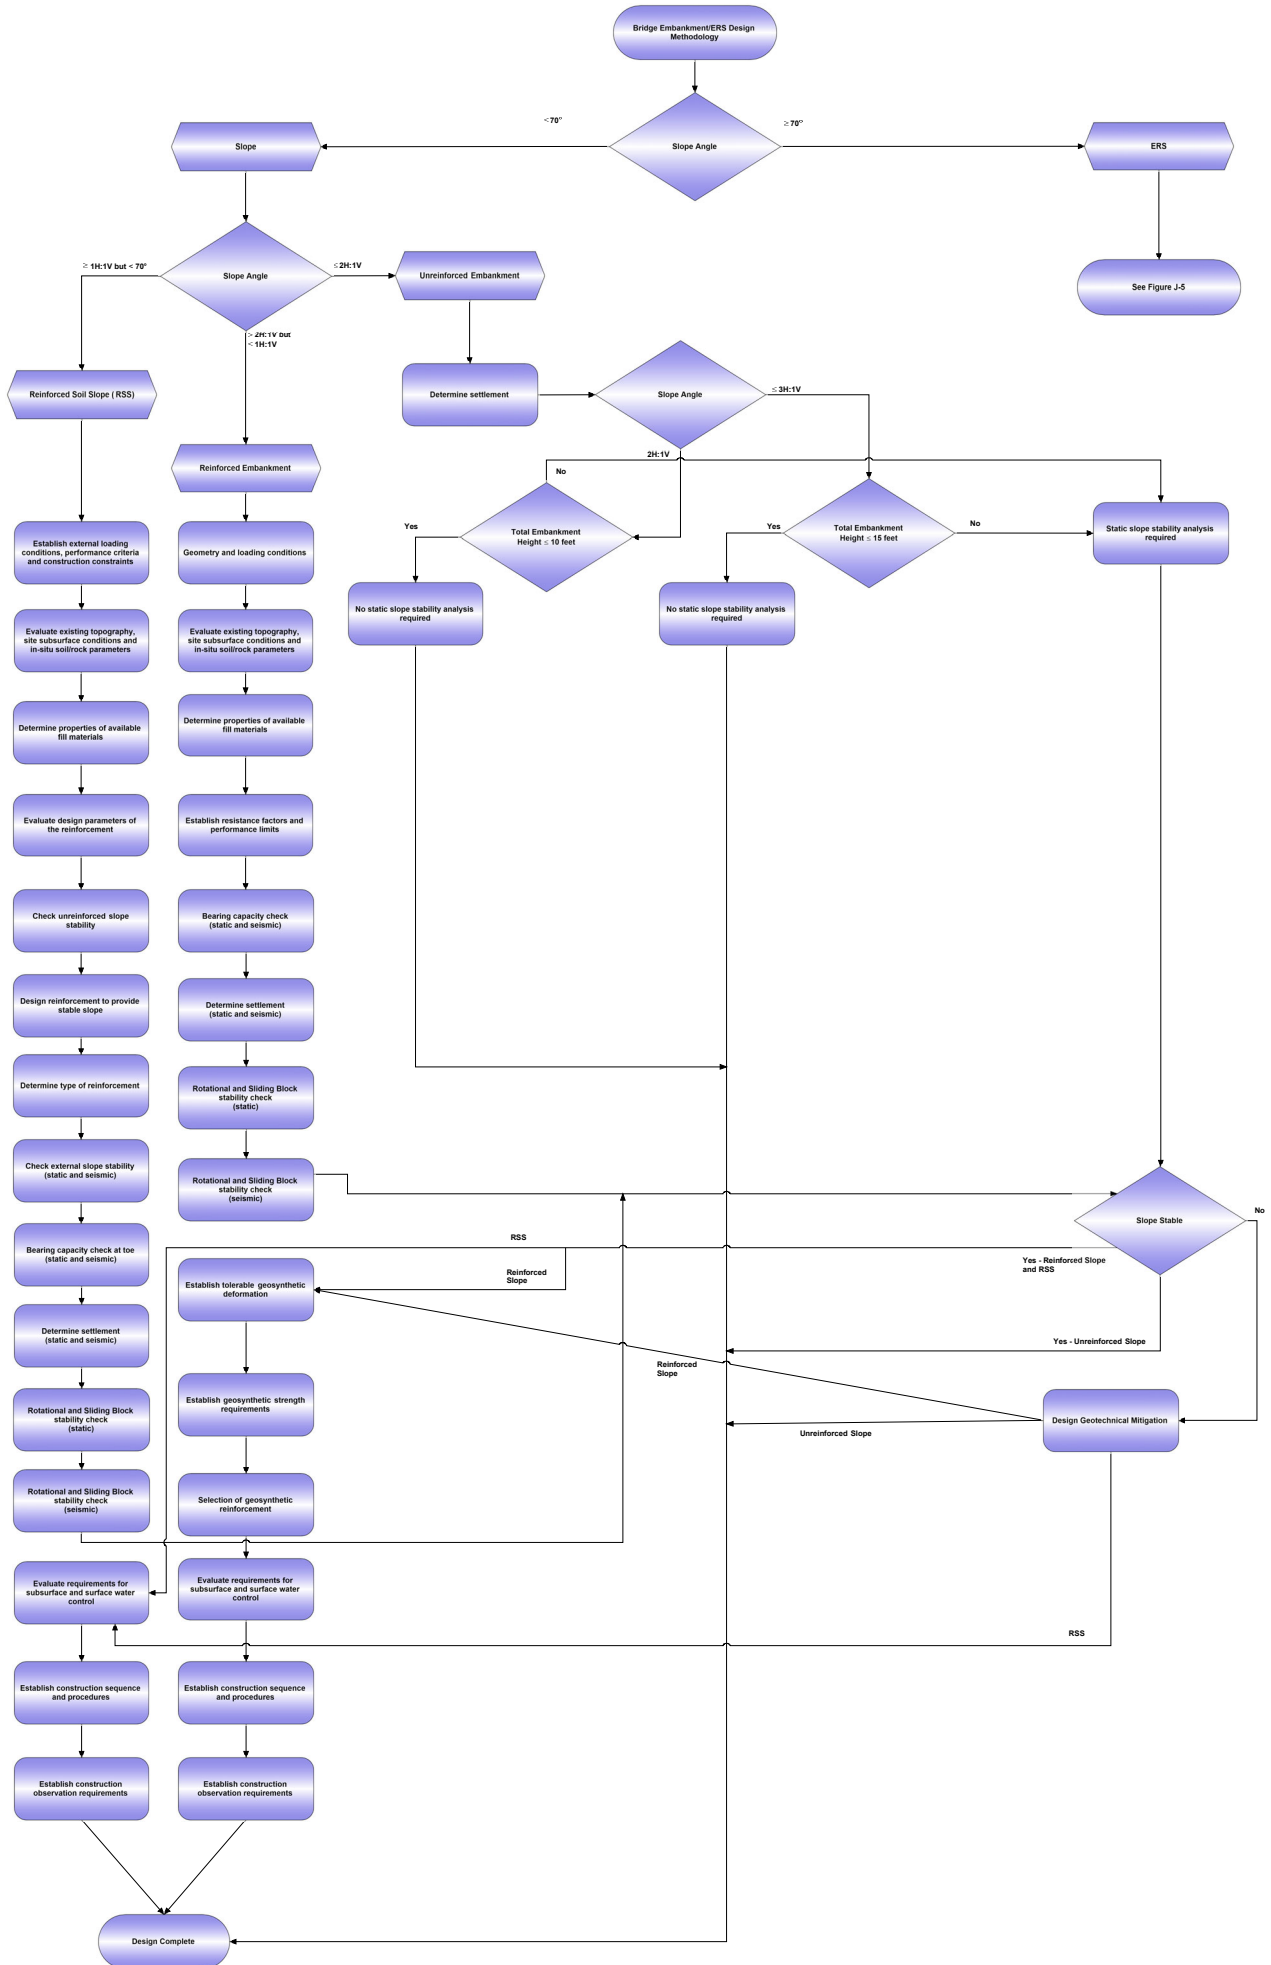 Bridge Embankment/ERS Design
Methodology
< 70°
≥ 70°
Slope
Slope Angle
ERS
≥ 1H:1V but < 70°
Slope Angle
≤ 2H:1V
Unreinforced Embankment
See Figure J-5
> 2H:1V but
< 1H:1V
Reinforced Soil Slope (RSS)
Determine settlement
Slope Angle
≤ 3H:1V
Reinforced Embankment
2H:1V
No
Establish external loading
conditions, performance criteria
and construction constraints
Geometry and loading conditions
Yes
Total Embankment
Height ≤ 10 feet
Yes
Total Embankment
Height ≤ 15 feet
No
Static slope stability analysis
required
No static slope stability analysis
required
No static slope stability analysis
required
Evaluate existing topography,
site subsurface conditions and
in-situ soil/rock parameters
Evaluate existing topography,
site subsurface conditions and
in-situ soil/rock parameters
Determine properties of available
fill materials
Determine properties of available
fill materials
Evaluate design parameters of
the reinforcement
Establish resistance factors and
performance limits
Check unreinforced slope
stability
Bearing capacity check
(static and seismic)
Design reinforcement to provide
stable slope
Determine settlement
(static and seismic)
Determine type of reinforcement
Rotational and Sliding Block
stability check
(static)
Check external slope stability
(static and seismic)
Rotational and Sliding Block
stability check
(seismic)
Slope Stable
No
Bearing capacity check at toe
(static and seismic)
RSS
Yes - Reinforced Slope
and RSS
Reinforced
Slope
Establish tolerable geosynthetic
deformation
Determine settlement
(static and seismic)
Yes - Unreinforced Slope
Reinforced
Slope
Establish geosynthetic strength
requirements
Rotational and Sliding Block
stability check
(static)
Design Geotechnical Mitigation
Unreinforced Slope
Rotational and Sliding Block
stability check
(seismic)
Selection of geosynthetic
reinforcement
Evaluate requirements for
subsurface and surface water
control
Evaluate requirements for
subsurface and surface water
control
RSS
Establish construction sequence
and procedures
Establish construction sequence
and procedures
Establish construction
observation requirements
Establish construction
observation requirements
Design Complete